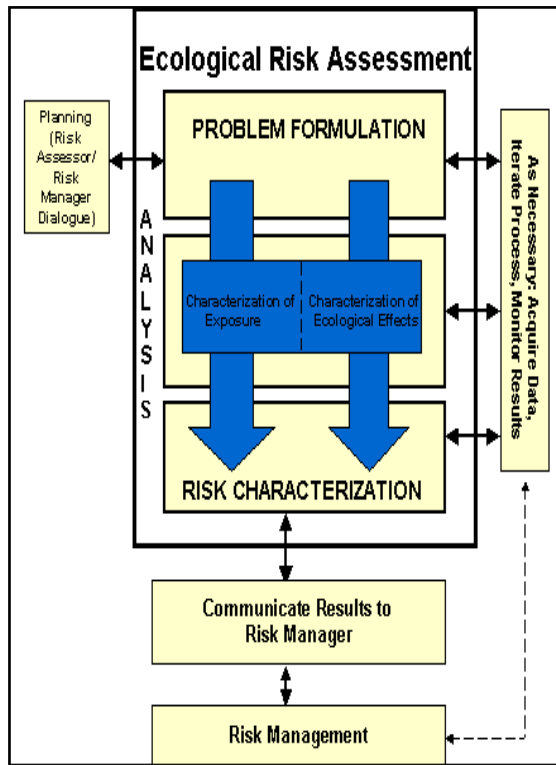 Ecological Risk Assessment
Planning
(Risk
Assessor/
Risk
Manager
Dialogue)
PROBLEM FORMULATION
ANALYSIS
Characterization of
Exposure
Characterization of
Ecological Effects
As Necessary: Acquire Data,
Iterate Process, Monitor Results
RISK CHARACTERIZATION
Communicate Results to
Risk Manager
Risk Management